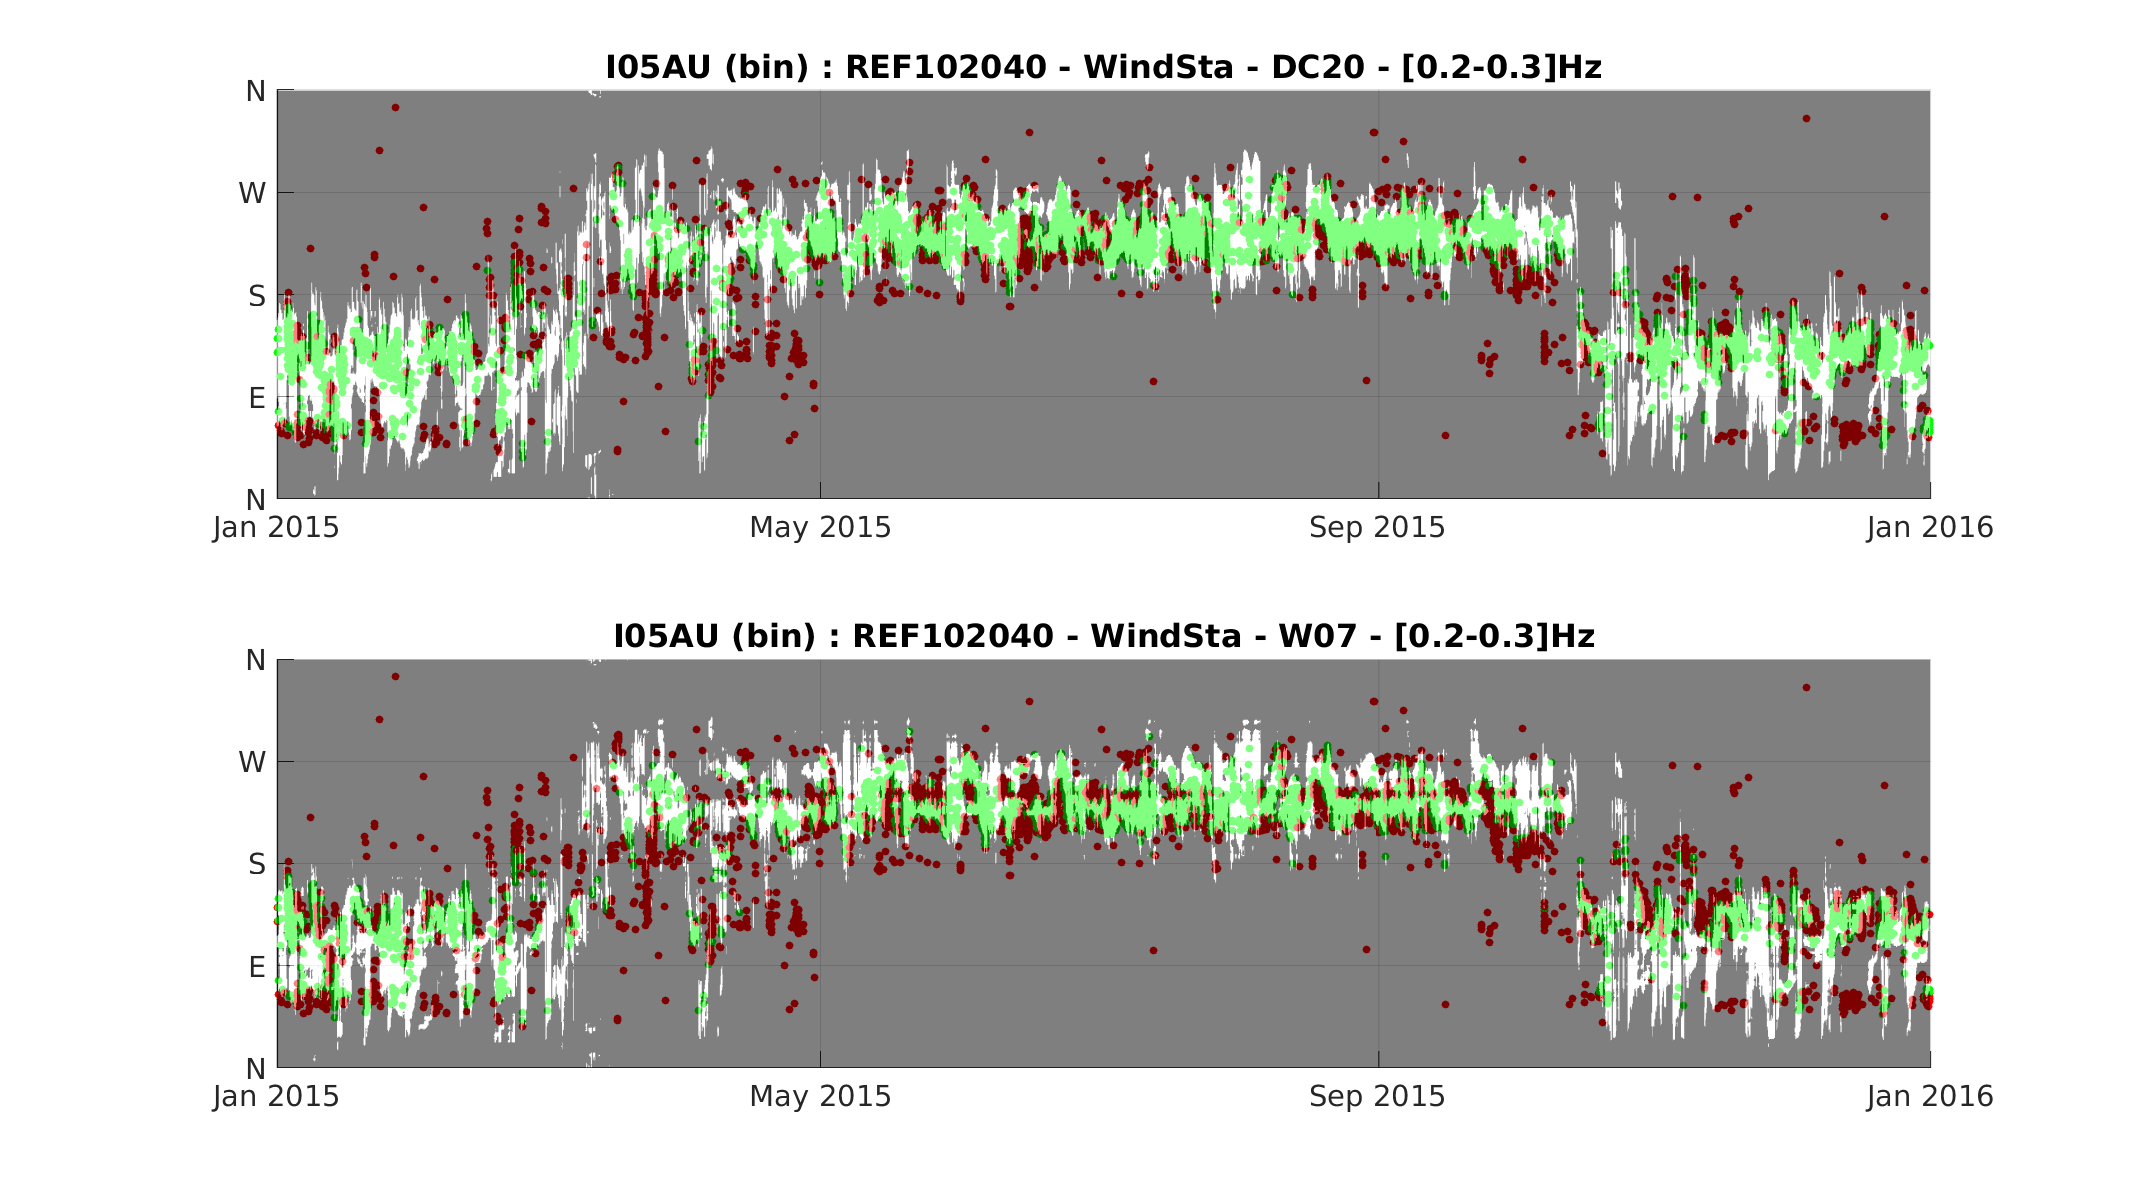 I05AU (bin) : REF102040 - WindSta - DC20 - [0.2-0.3]Hz
N
W
S
E
N
Jan 2015 May 2015 Sep 2015 Jan 2016
I05AU (bin) : REF102040 - WindSta - W07 - [0.2-0.3]Hz
N
W
S
E
N
Jan 2015 May 2015 Sep 2015 Jan 2016